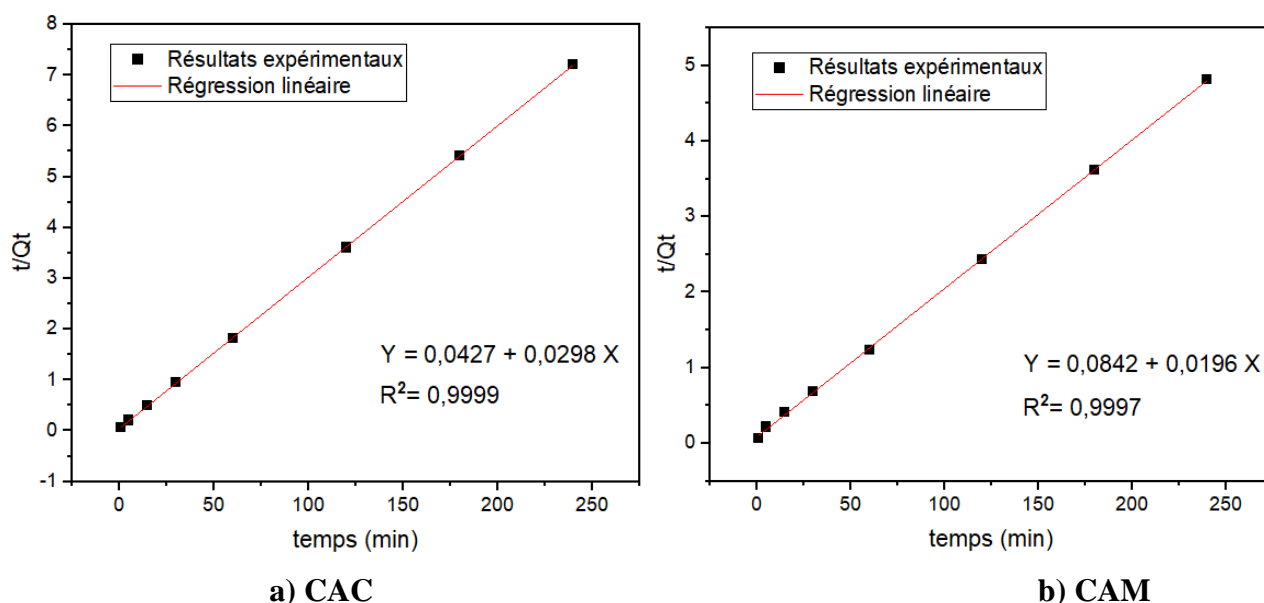 8
7
6
5
4
3
2
1
0
-1
t/Qt
Résultats expérimentaux
Régression linéaire
Y = 0,0427 + 0,0298 X
R²= 0,9999
0 50 100 150 200 250
temps (min)
a) CAC
5
4
3
2
1
0
t/Qt
Résultats expérimentaux
Régression linéaire
Y = 0,0842 + 0,0196 X
R²= 0,9997
0 50 100 150 200 250
temps (min)
b) CAM